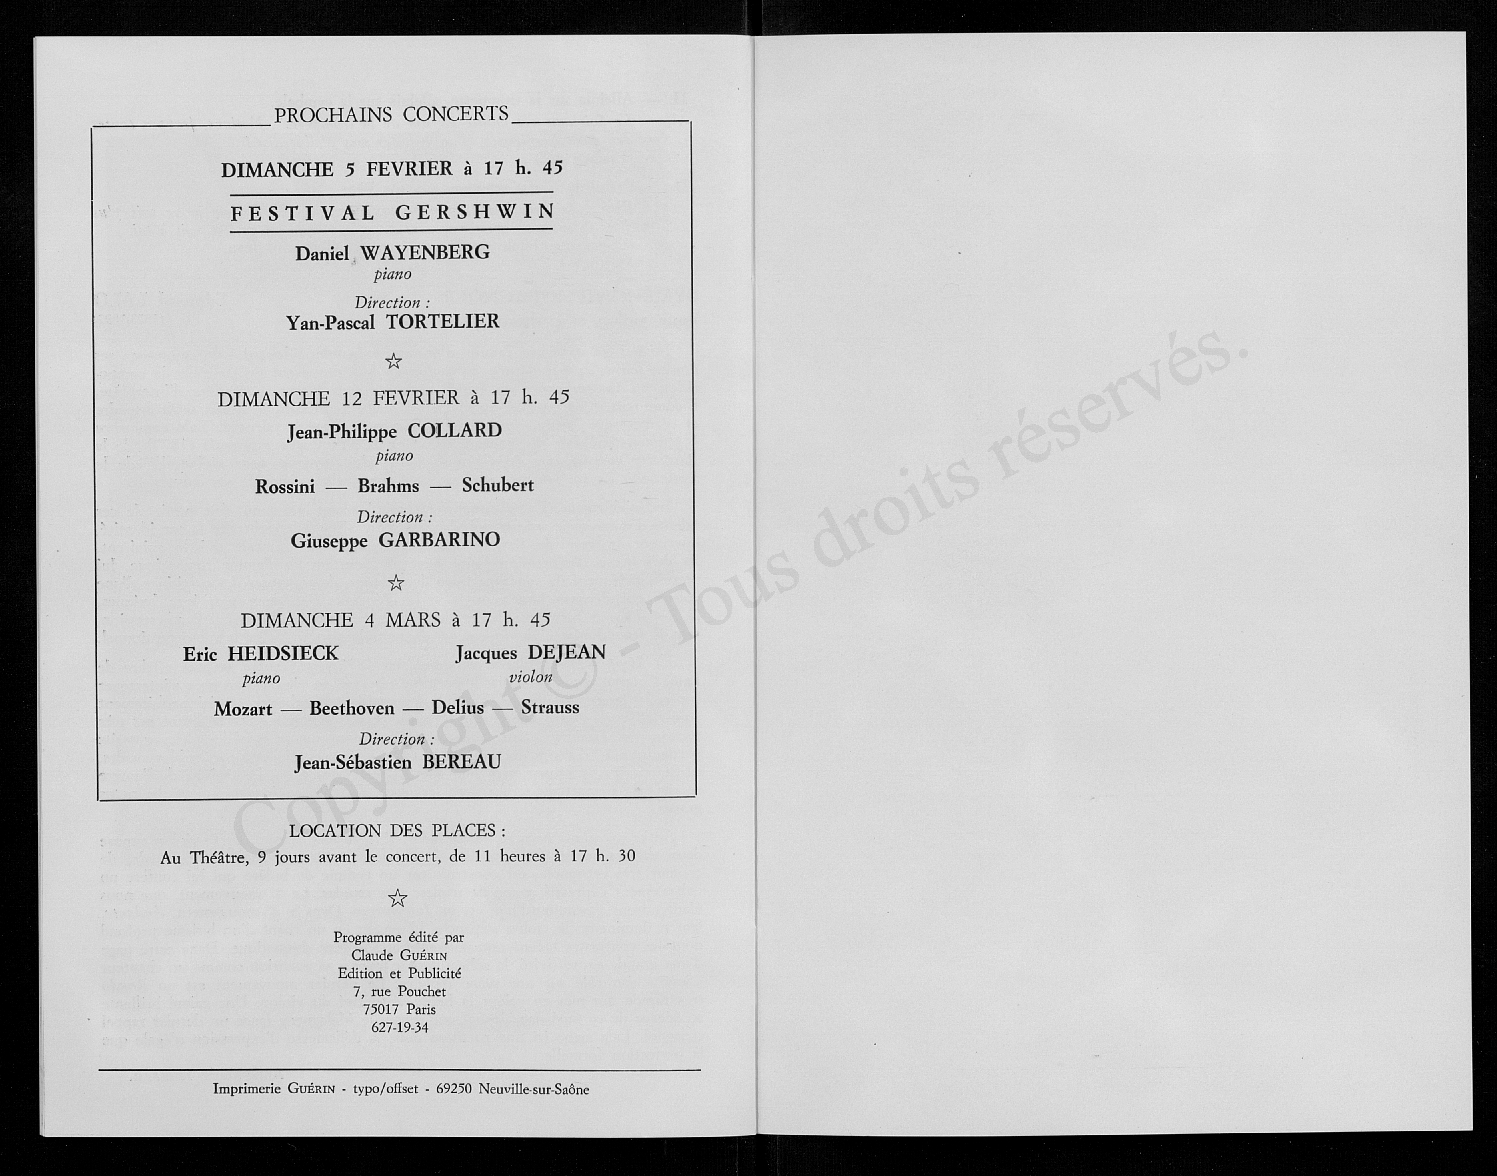 PROCHAINS CONCERTS
DIMANCHE 5 FEVRIER à 17 h. 45
FESTIVAL GERSHWIN
Daniel WAYENBERG
piano
Direction :
Yan-Pascal TORTELIER
☆
DIMANCHE 12 FEVRIER à 17 h. 45
Jean-Philippe COLLARD
piano
Rossini — Brahms — Schubert
Direction :
Giuseppe GARBARINO
☆
DIMANCHE 4 MARS à 17 h. 45
Eric HEIDSIECK Jacques DEJEAN
piano violon
Mozart — Beethoven — Delius — Strauss
Direction :
Jean-Sébastien BEREAU
LOCATION DES PLACES :
Au Théâtre, 9 jours avant le concert, de 11 heures à 17 h. 30
☆
Programme édité par
Claude GUÉRIN
Edition et Publicité
7, rue Pouchet
75017 Paris
627-19-34
Imprimerie GUÉRIN - typo/offset - 69250 Neuville-sur-Saône
Copyright © - Tous droits réservés.